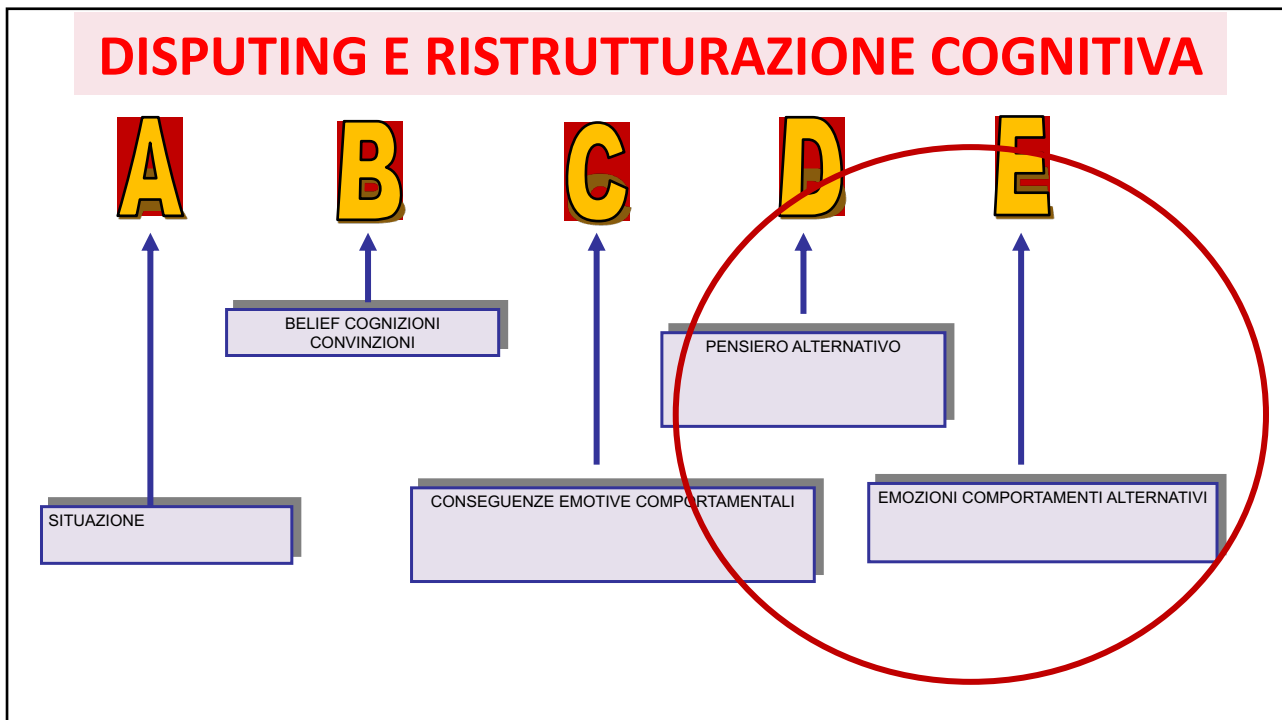 DISPUTING E RISTRUTTURAZIONE COGNITIVA
A B C D E
BELIEF COGNIZIONI
CONVINZIONI
PENSIERO ALTERNATIVO
CONSEGUENZE EMOTIVE COMPORTAMENTALI
EMOZIONI COMPORTAMENTI ALTERNATIVI
SITUAZIONE